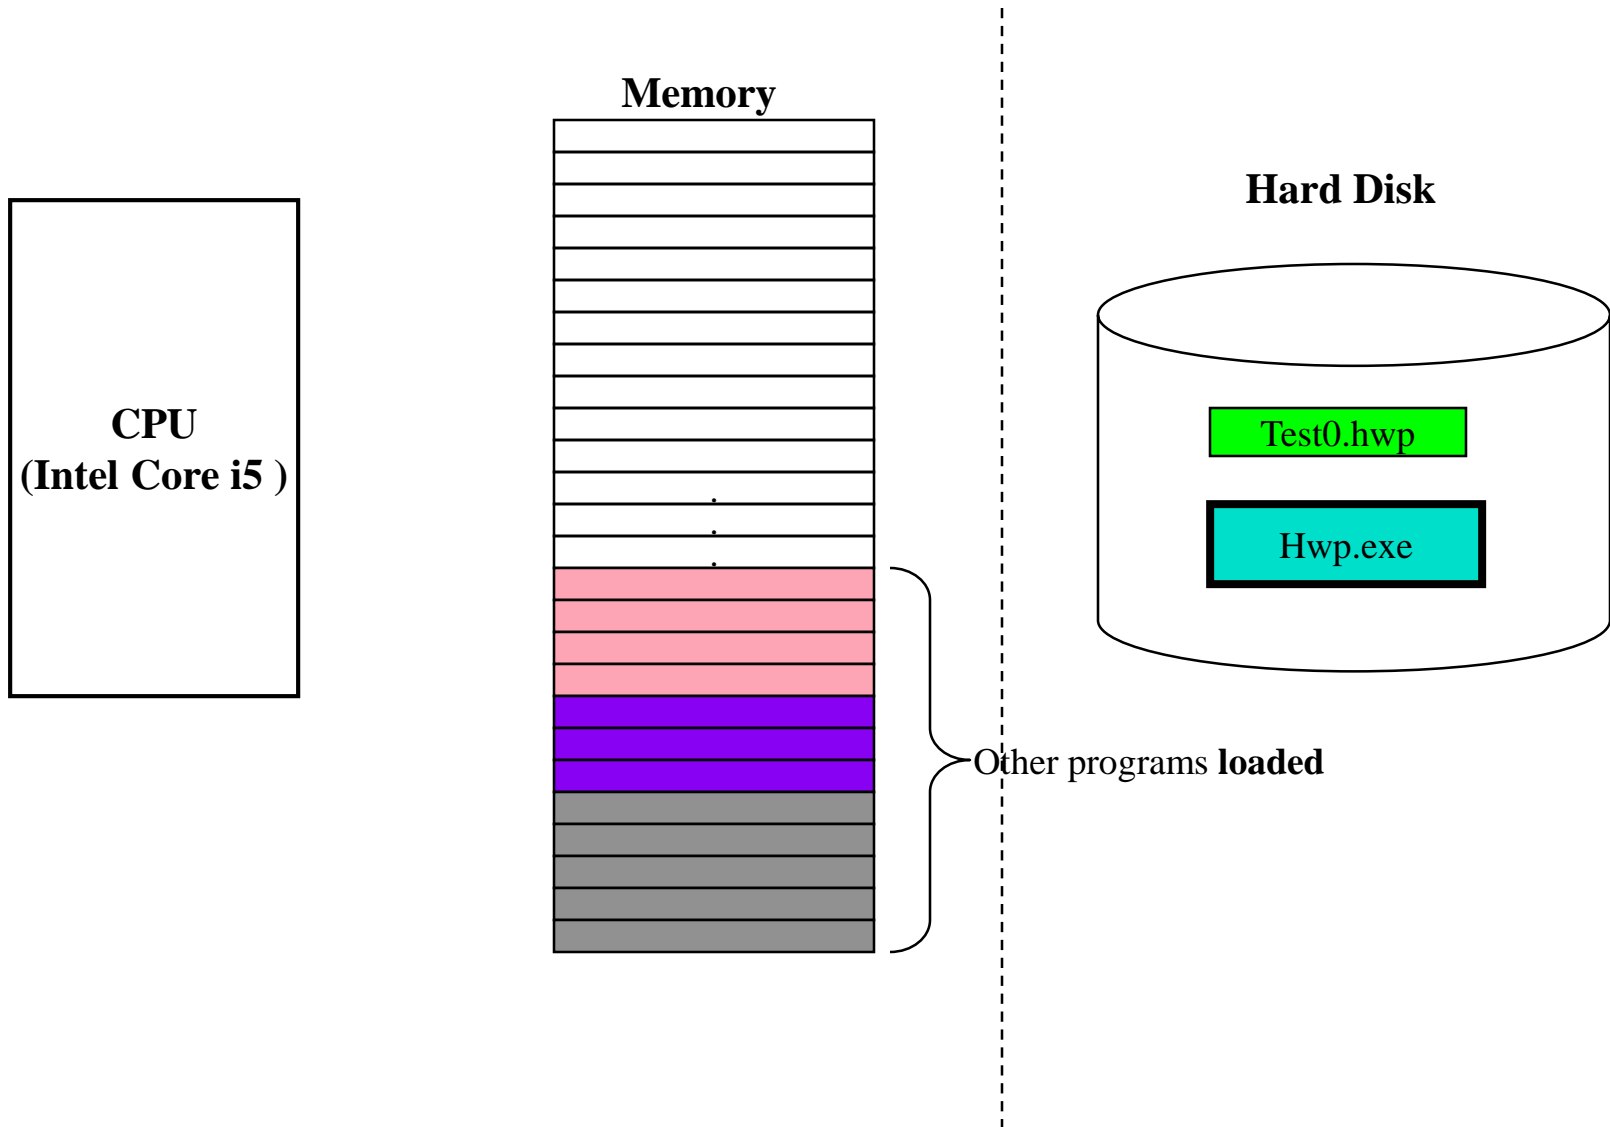 Memory
Hard Disk
CPU
(Intel Core i5 )
Test0.hwp
.
.
.
Hwp.exe
Other programs loaded